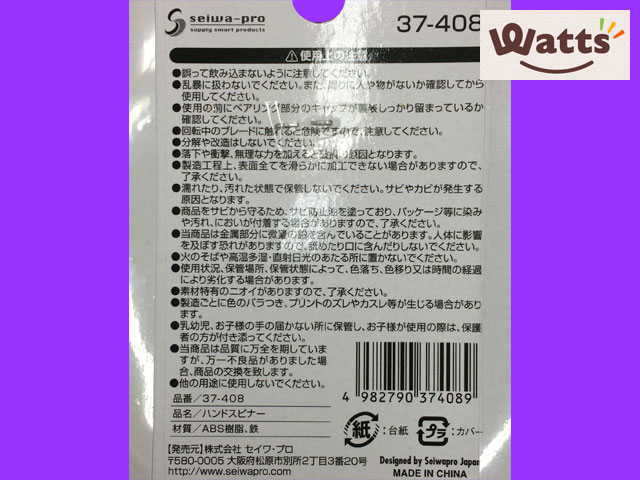 seiwa-pro
supply smart products
37-408
Watts
使用上の注意
●誤って飲み込まないように注意してください。
●乱暴に扱わないでください。また、周りに人や物がないか確認してから
使用してください。
●使用の前にベアリング部分のキャップが裏表しっかり留まっているか
確認してください。
●回転中のブレードに触れると危険ですので、注意してください。
●分解や改造はしないでください。
●落下や衝撃、無理な力を加えると破損の原因となります。
●製造工程上、表面全てを滑らかに加工できない場合がありますので、
了承ください。
●濡れたり、汚れた状態で保管しないでください。サビやカビが発生する
原因となります。
●商品をサビから守るため、サビ防止油を塗っており、パッケージ等に染み
や汚れ、においが付着する場合がありますので、了承ください。
●当商品は金属部分に微量の鉛を含んでいることがあります。人体に影響
を及ぼす恐れがありますので、舐めたり口に含んだりしないでください。
●火のそばや高温多湿・直射日光のあたる所に置かないでください。
●使用状況、保管場所、保管状態によって、色落ち、色移り又は時間の経過
により劣化する場合があります。
●素材特有のニオイがありますので、了承ください。
●製造ごとに色のバラつき、プリントのズレやカスレ等が生じる場合があり
ます。
●乳幼児、お子様の手の届かない所に保管し、お子様が使用の際は、保護
者の方が付き添ってください。
●当商品は品質に万全を期しています
が、万一不良品がありました場
合、商品の交換を致します。
●他の用途に使用しないでください。
品番／37-408
品名／ハンドスピナー
材質／ABS樹脂、鉄
4 982790 374089
紙:台紙 プラ:カバー
【発売元】株式会社 セイワ・プロ
〒580-0005 大阪府松原市別所2丁目3番20号
http://www.seiwapro.com
Designed by Seiwapro Japan
MADE IN CHINA